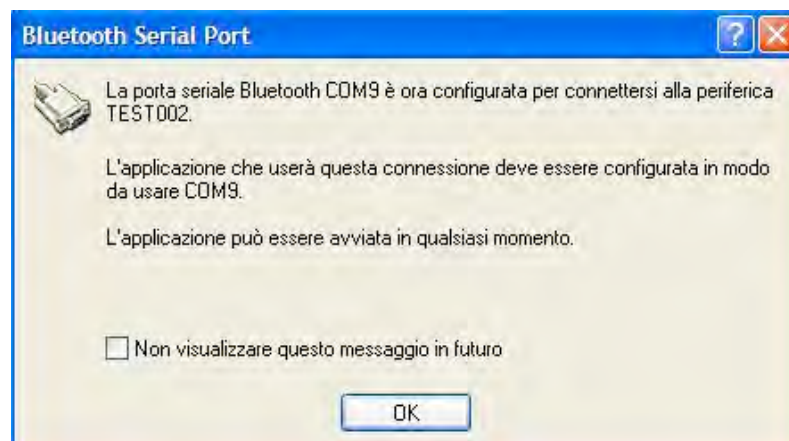 Bluetooth Serial Port
La porta seriale Bluetooth COM9 è ora configurata per connettersi alla periferica
TEST002.
L'applicazione che userà questa connessione deve essere configurata in modo
da usare COM9.
L'applicazione può essere avviata in qualsiasi momento.
Non visualizzare questo messaggio in futuro
OK